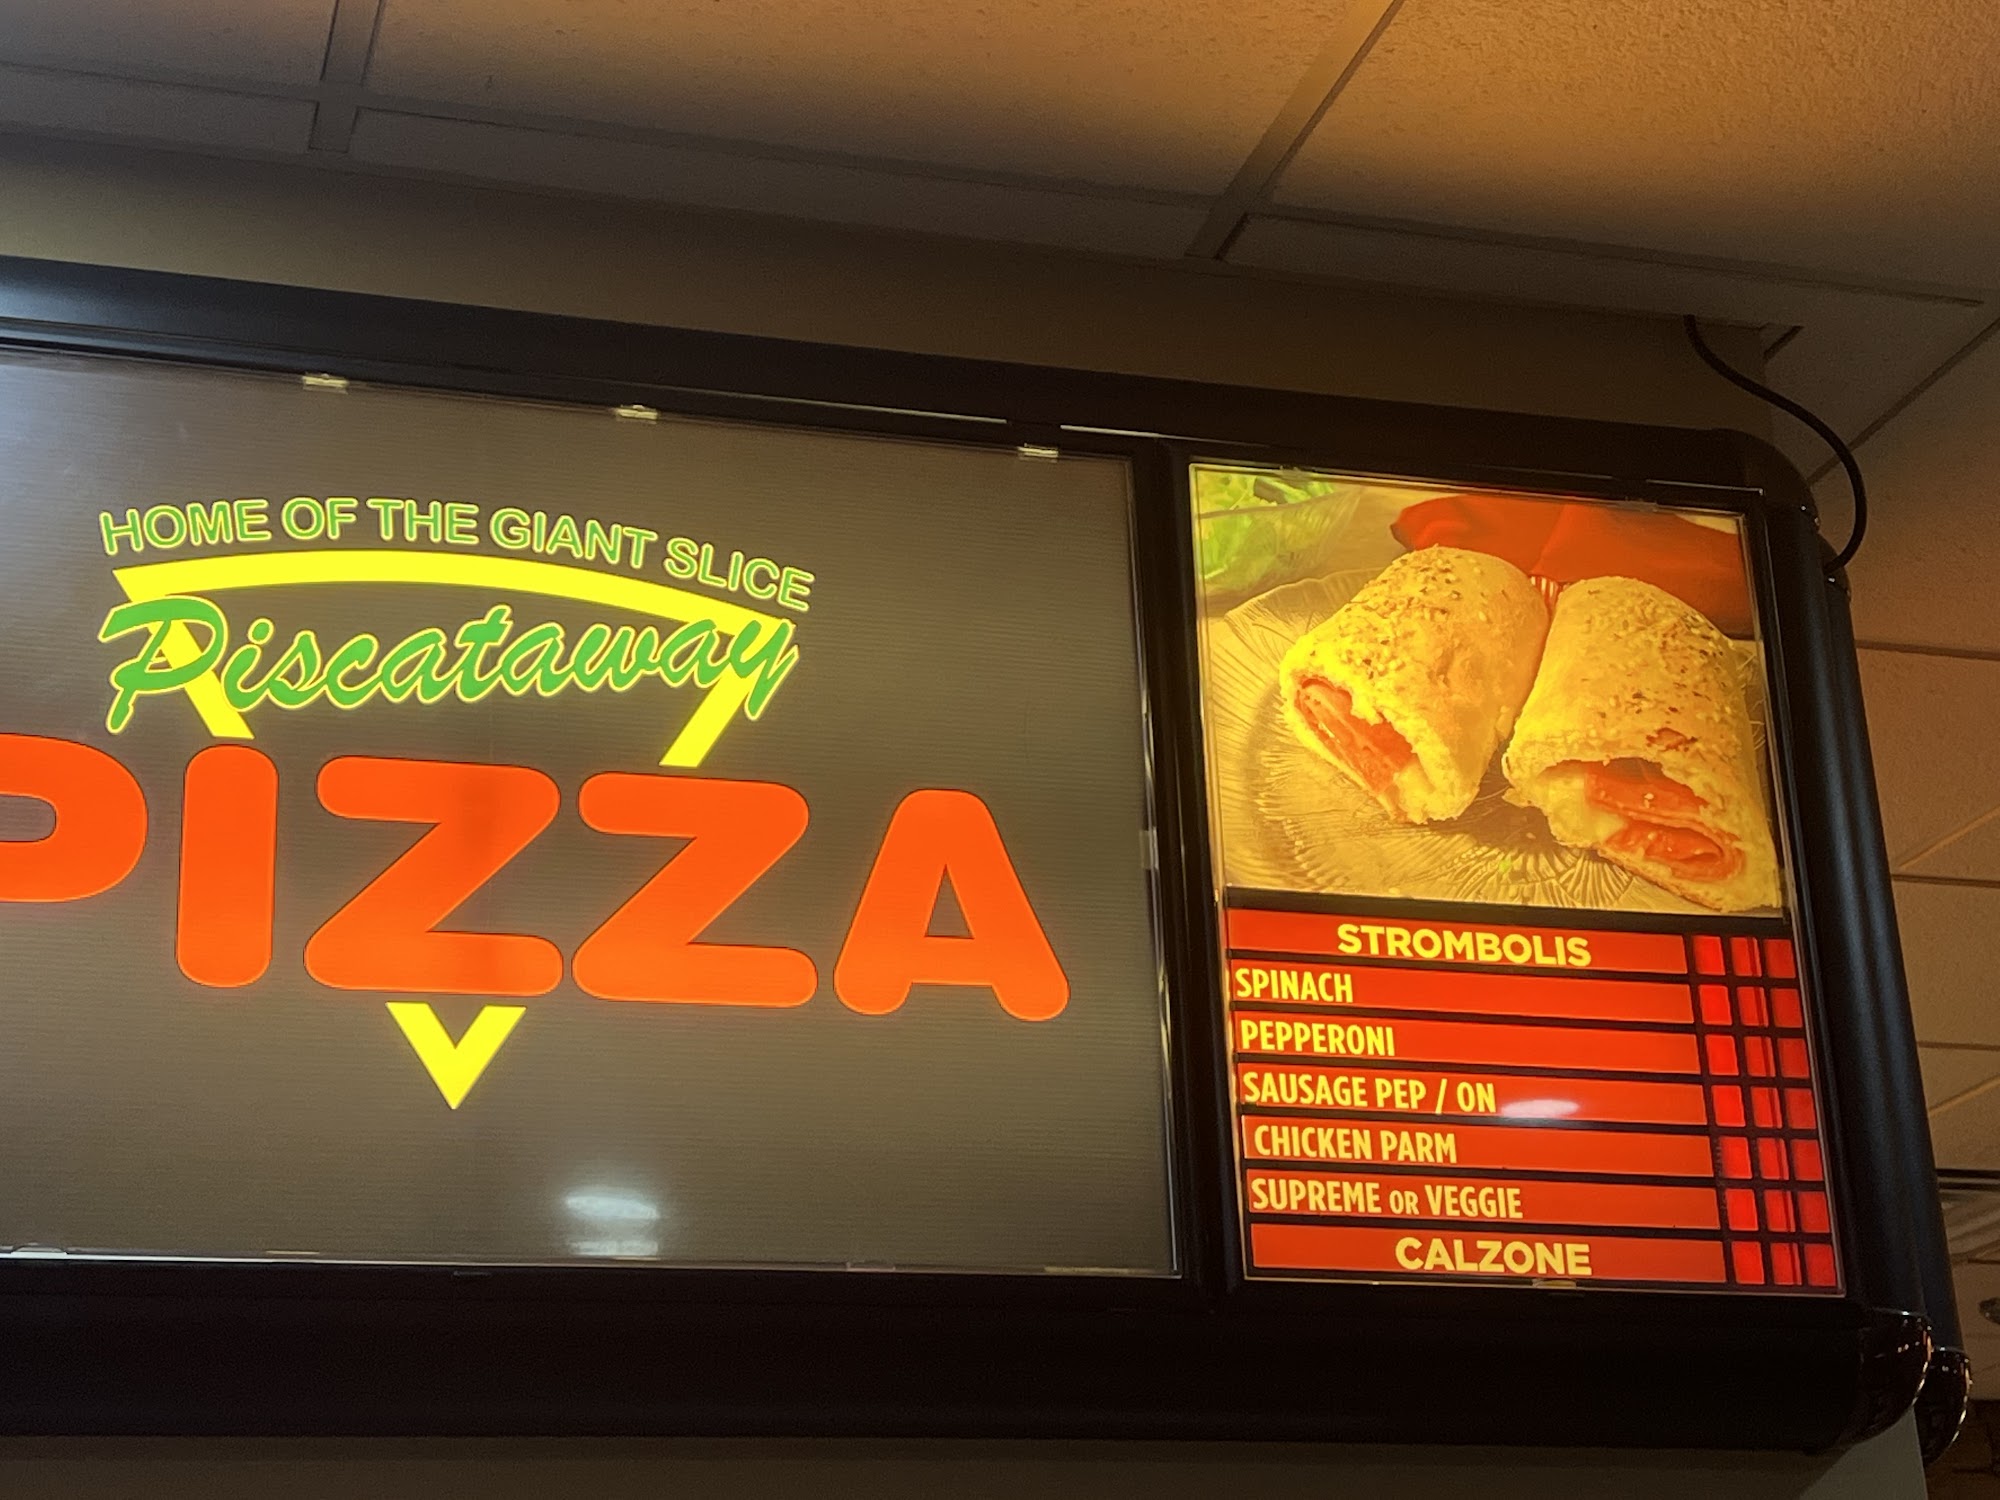 HOME OF THE GIANT SLICE
Piscataway
PIZZA
STROMBOLIS
SPINACH
PEPPERONI
SAUSAGE PEP / ON
CHICKEN PARM
SUPREME OR VEGGIE
CALZONE